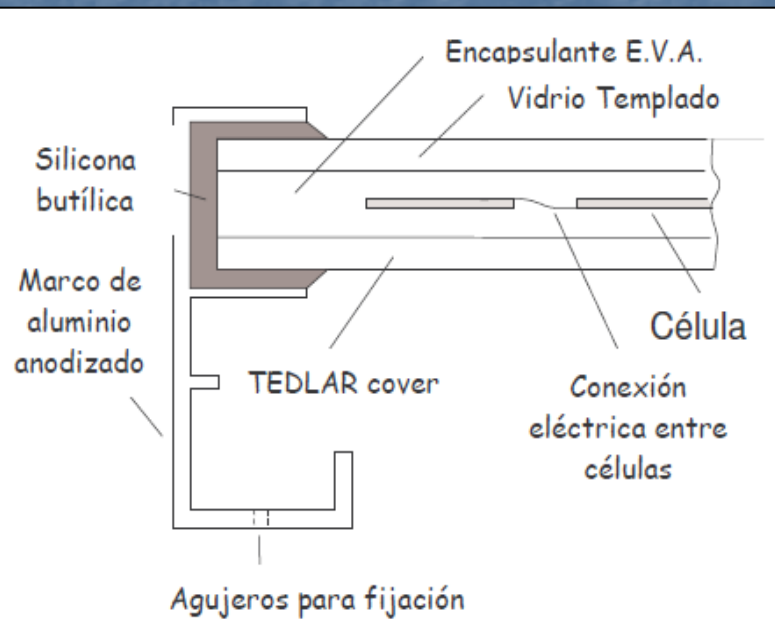 Encapsulante E.V.A.
Vidrio Templado
Silicona
butílica
Marco de
aluminio
anodizado
Célula
TEDLAR cover
Conexión
eléctrica entre
células
Agujeros para fijación